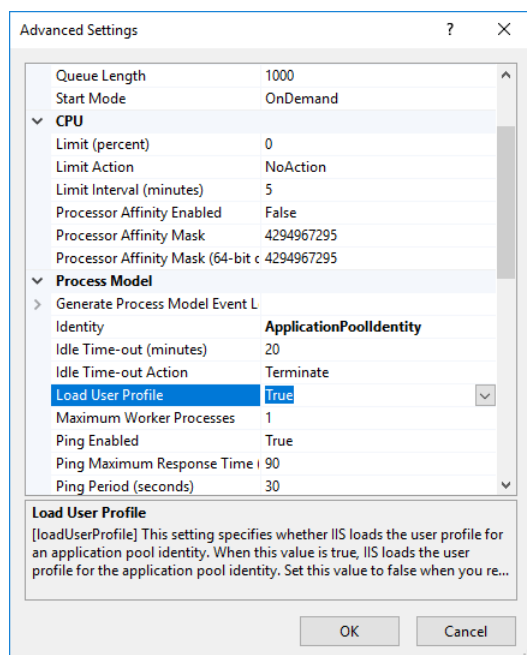 Advanced Settings ?
Queue Length 1000
Start Mode OnDemand
CPU
Limit (percent) 0
Limit Action NoAction
Limit Interval (minutes) 5
Processor Affinity Enabled False
Processor Affinity Mask 4294967295
Processor Affinity Mask (64-bit c 4294967295
Process Model
Generate Process Model Event L
Identity ApplicationPoolIdentity
Idle Time-out (minutes) 20
Idle Time-out Action Terminate
Load User Profile True
Maximum Worker Processes 1
Ping Enabled True
Ping Maximum Response Time ( 90
Ping Period (seconds) 30
Load User Profile
[loadUserProfile] This setting specifies whether IIS loads the user profile for
an application pool identity. When this value is true, IIS loads the user
profile for the application pool identity. Set this value to false when you re...
OK Cancel